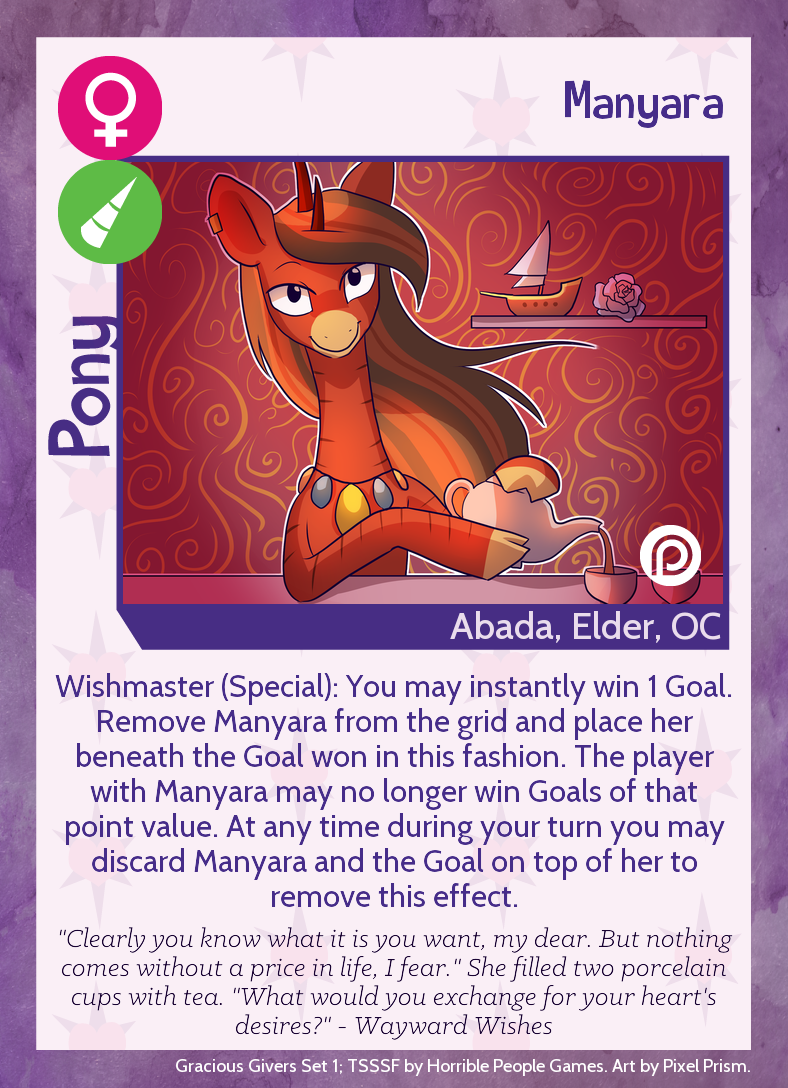 Manyara
Pony
Abada, Elder, OC
Wishmaster (Special): You may instantly win 1 Goal.
Remove Manyara from the grid and place her
beneath the Goal won in this fashion. The player
with Manyara may no longer win Goals of that
point value. At any time during your turn you may
discard Manyara and the Goal on top of her to
remove this effect.
"Clearly you know what it is you want, my dear. But nothing
comes without a price in life, I fear." She filled two porcelain
cups with tea. "What would you exchange for your heart's
desires?" - Wayward Wishes
Gracious Givers Set 1; TSSSF by Horrible People Games. Art by Pixel Prism.